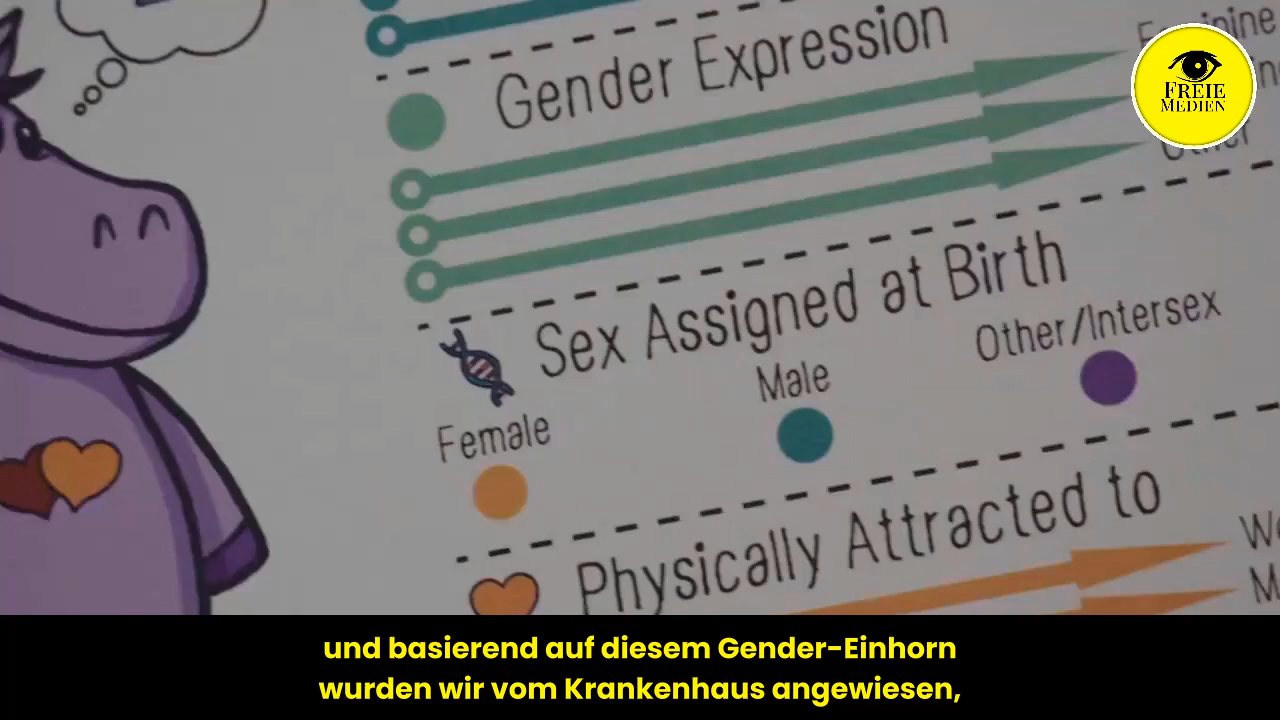 Gender Expression
FREIE
MEDIEN
Other
Sex Assigned at Birth
Female
Male
Other/Intersex
Physically Attracted to
und basierend auf diesem Gender-Einhorn
wurden wir vom Krankenhaus angewiesen,